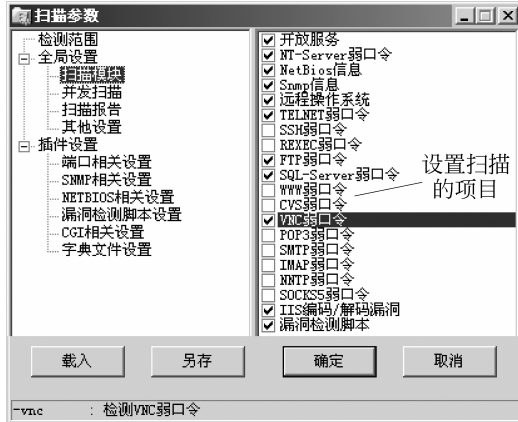 扫描参数
检测范围
全局设置
扫描模块
并发扫描
扫描报告
其他设置
插件设置
端口相关设置
SNMP相关设置
NETBIOS相关设置
漏洞检测脚本设置
CGI相关设置
字典文件设置
开放服务
NT-Server弱口令
NetBios信息
Snmp信息
远程操作系统
TELNET弱口令
SSH弱口令
REXEC弱口令
FTP弱口令
SQL-Server弱口令
WWW弱口令
CVS弱口令
VNC弱口令
POP3弱口令
SMTP弱口令
IMAP弱口令
NNTP弱口令
SOCKS5弱口令
IIS编码/解码漏洞
漏洞检测脚本
设置扫描
的项目
载入 另存 确定 取消
-vnc : 检测VNC弱口令